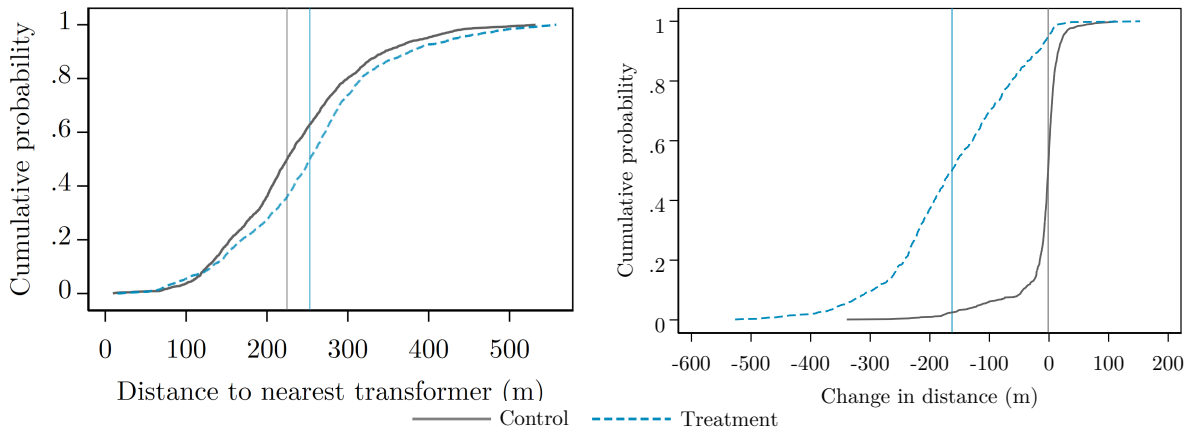 Cumulative probability
1
.8
.6
.4
.2
0
0 100 200 300 400 500
Distance to nearest transformer (m)
Cumulative probability
1
.8
.6
.4
.2
0
-600 -500 -400 -300 -200 -100 0 100 200
Change in distance (m)
Control Treatment